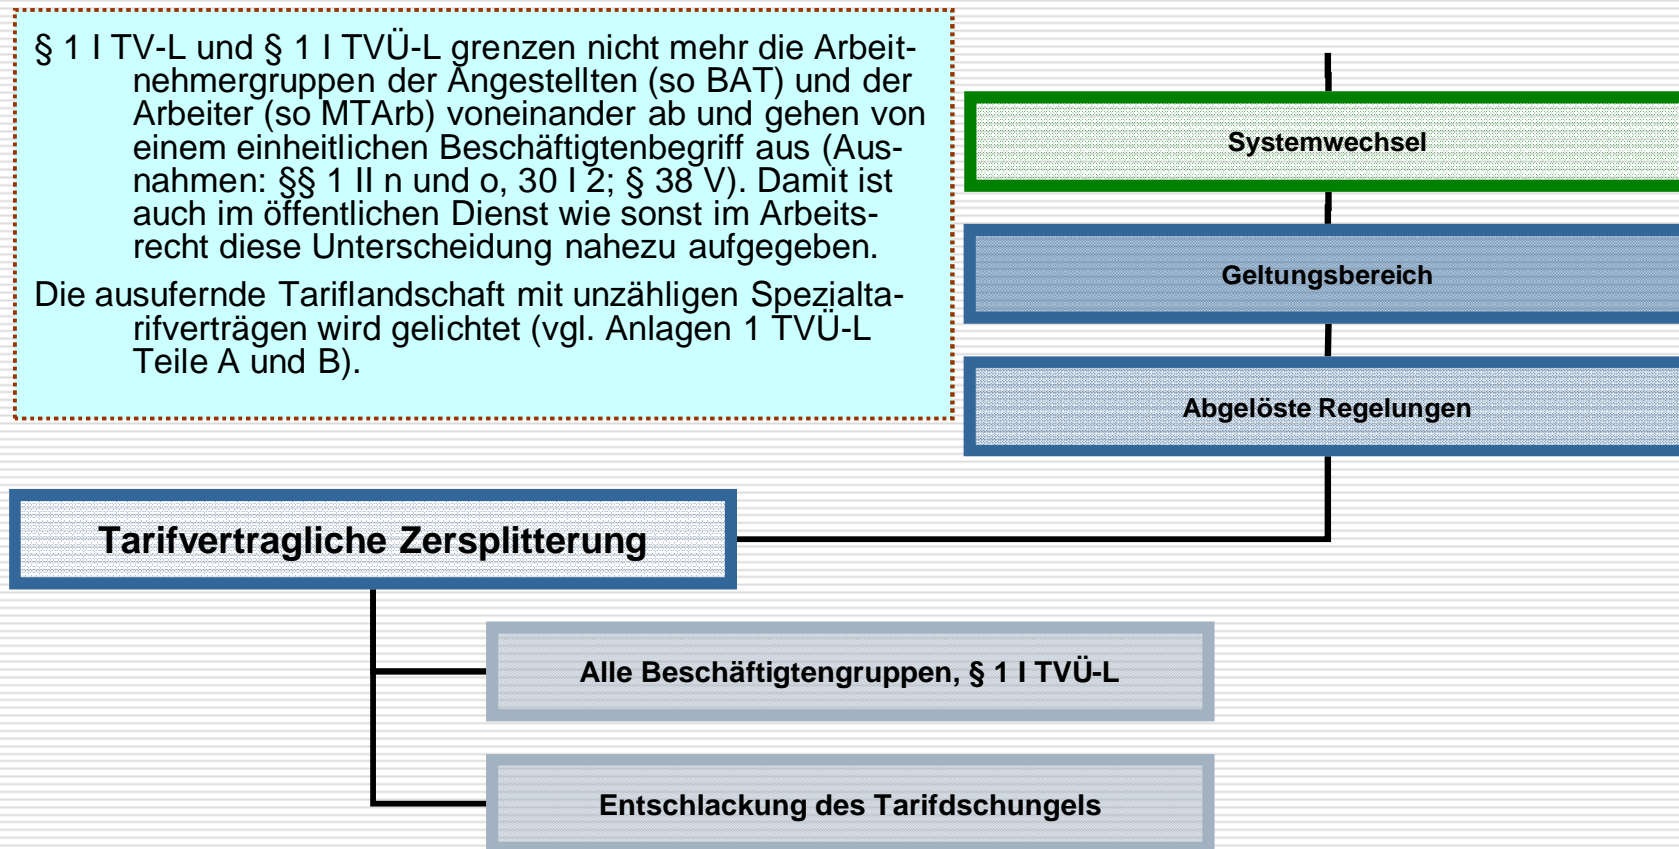 § 1 I TV-L und § 1 I TVÜ-L grenzen nicht mehr die Arbeit-
nehmergruppen der Angestellten (so BAT) und der
Arbeiter (so MTArb) voneinander ab und gehen von
einem einheitlichen Beschäftigtenbegriff aus (Aus-
nahmen: §§ 1 II n und o, 30 I 2; § 38 V). Damit ist
auch im öffentlichen Dienst wie sonst im Arbeits-
recht diese Unterscheidung nahezu aufgegeben.
Die ausufernde Tariflandschaft mit unzähligen Spezialta-
rifverträgen wird gelichtet (vgl. Anlagen 1 TVÜ-L
Teile A und B).
Systemwechsel
Geltungsbereich
Abgelöste Regelungen
Tarifvertragliche Zersplitterung
Alle Beschäftigtengruppen, § 1 I TVÜ-L
Entschlackung des Tarifdschungels